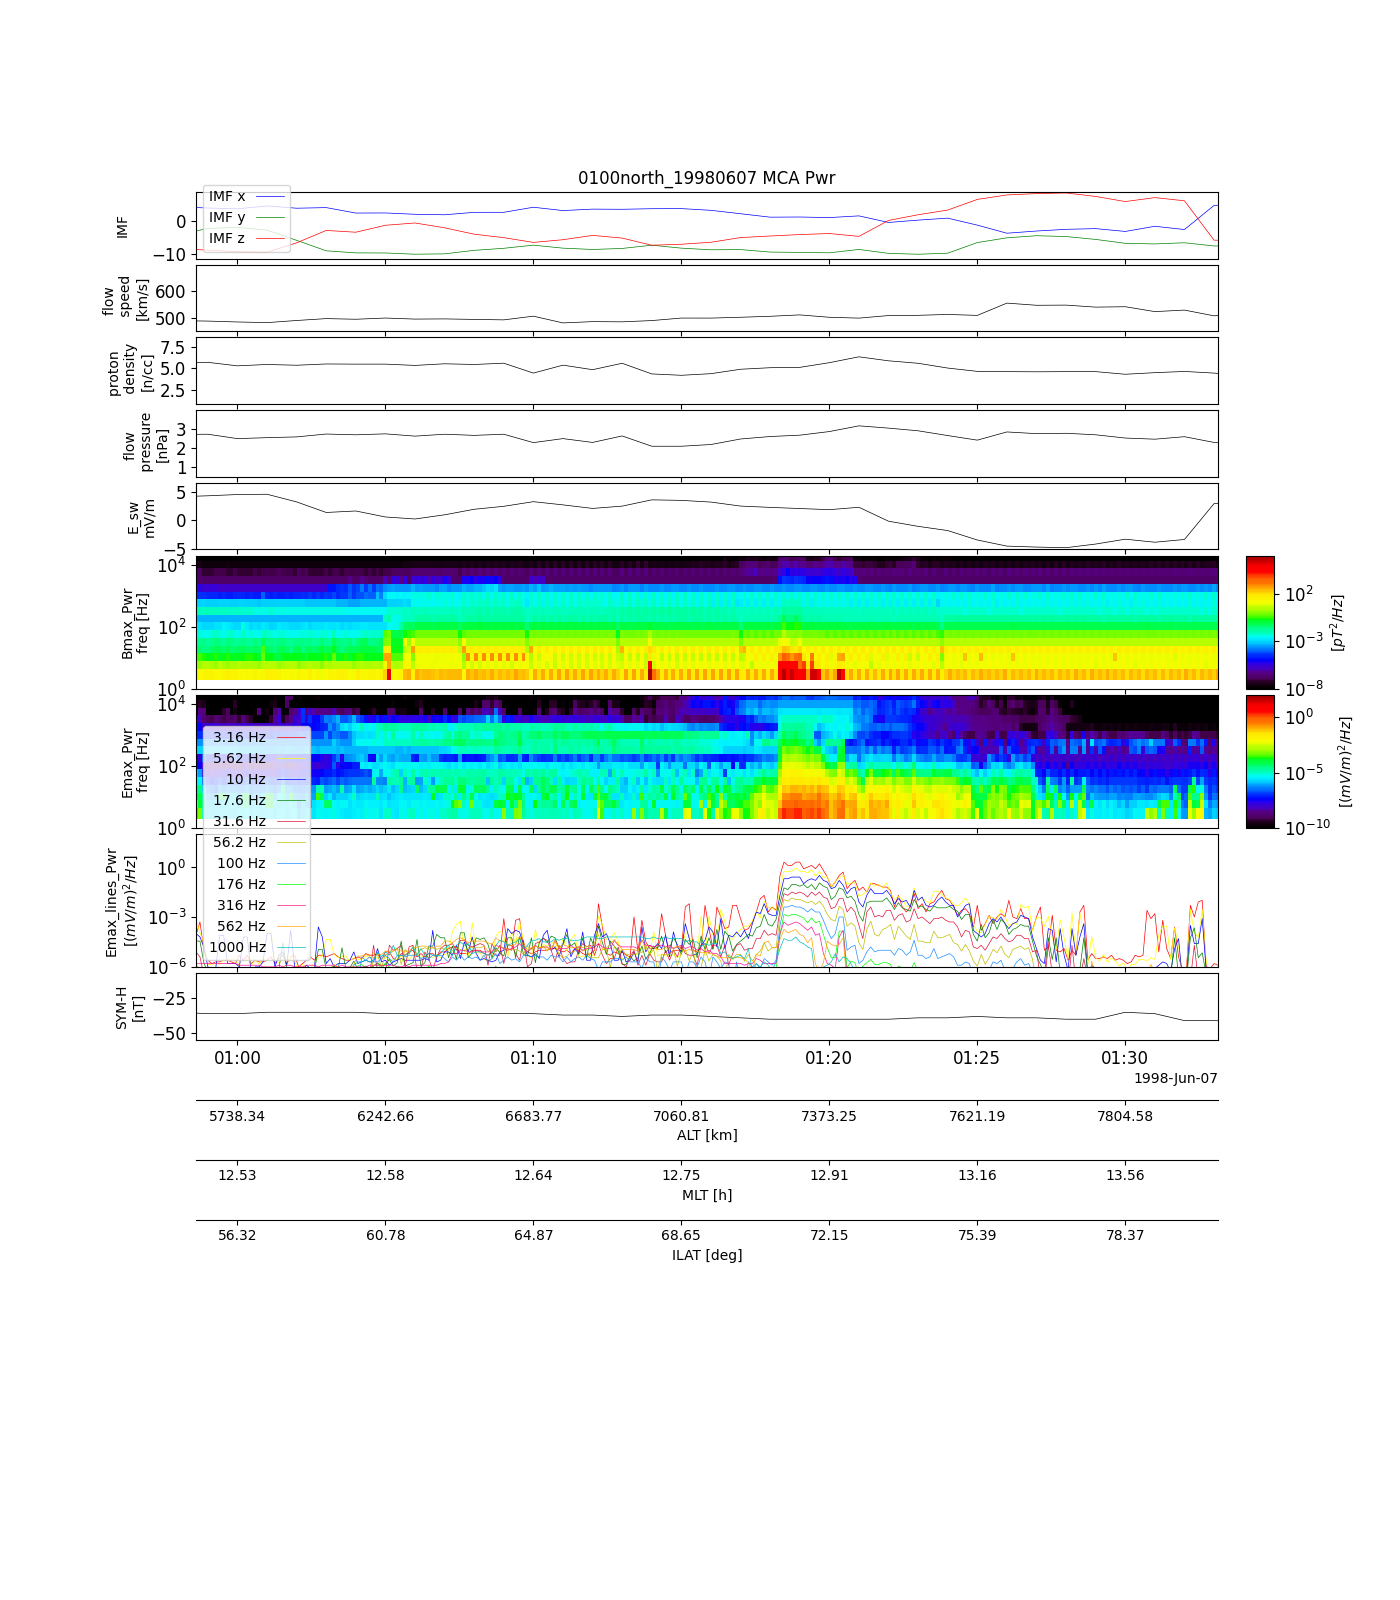 0100north_19980607 MCA Pwr
IMF
0
−10
IMF x
IMF y
IMF z
flow
speed
[km/s]
600
500
proton
density
[n/cc]
7.5
5.0
2.5
flow
pressure
[nPa]
3
2
1
E_sw
mV/m
5
0
−5
Bmax_Pwr
freq [Hz]
10^4
10^2
10^0
10^2
10^−3
10^−8
[pT^2/Hz]
Emax_Pwr
freq [Hz]
10^4
10^2
10^0
10^0
10^−5
10^−10
[(mV/m)^2/Hz]
3.16 Hz
5.62 Hz
10 Hz
17.6 Hz
31.6 Hz
56.2 Hz
100 Hz
176 Hz
316 Hz
562 Hz
1000 Hz
Emax_lines_Pwr
[(mV/m)^2/Hz]
10^0
10^−3
10^−6
SYM-H
[nT]
−25
−50
01:00 01:05 01:10 01:15 01:20 01:25 01:30
1998-Jun-07
5738.34 6242.66 6683.77 7060.81 7373.25 7621.19 7804.58
ALT [km]
12.53 12.58 12.64 12.75 12.91 13.16 13.56
MLT [h]
56.32 60.78 64.87 68.65 72.15 75.39 78.37
ILAT [deg]